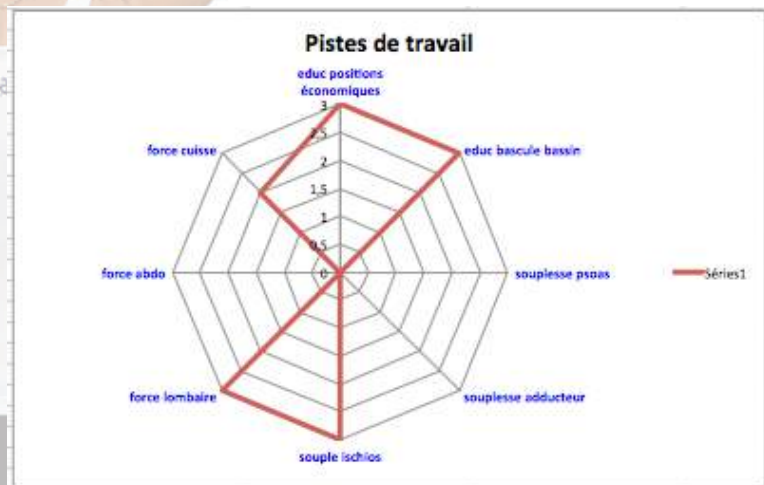 Pistes de travail
educ positions
économiques
3
2,5
2
1,5
1
0,5
0
educ bascule bassin
souplesse psoas
souplesse adducteur
souple ischios
force lombaire
force abdo
force cuisse
Séries1